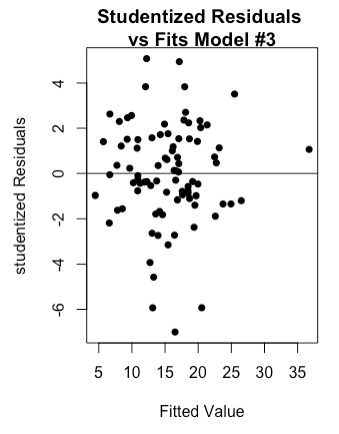 Studentized Residuals
vs Fits Model #3
studentized Residuals
4
2
0
-2
-4
-6
5 10 15 20 25 30 35
Fitted Value